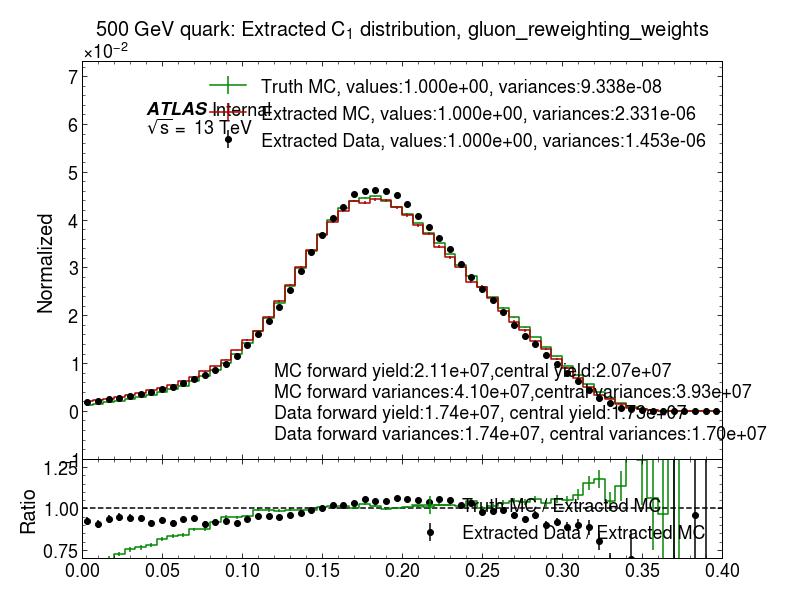 500 GeV quark: Extracted C₁ distribution, gluon_reweighting_weights
×10⁻²
7
Truth MC, values:1.000e+00, variances:9.338e-08
ATLAS Internal
Extracted MC, values:1.000e+00, variances:2.331e-06
6
√s = 13 TeV
Extracted Data, values:1.000e+00, variances:1.453e-06
5
4
Normalized
3
2
1
MC forward yield:2.11e+07,central yield:2.07e+07
MC forward variances:4.10e+07,central variances:3.93e+07
0
Data forward yield:1.74e+07, central yield:1.73e+07
Data forward variances:1.74e+07, central variances:1.70e+07
1.25
Truth MC / Extracted MC
1.00
Ratio
Extracted Data / Extracted MC
0.75
0.00 0.05 0.10 0.15 0.20 0.25 0.30 0.35 0.40